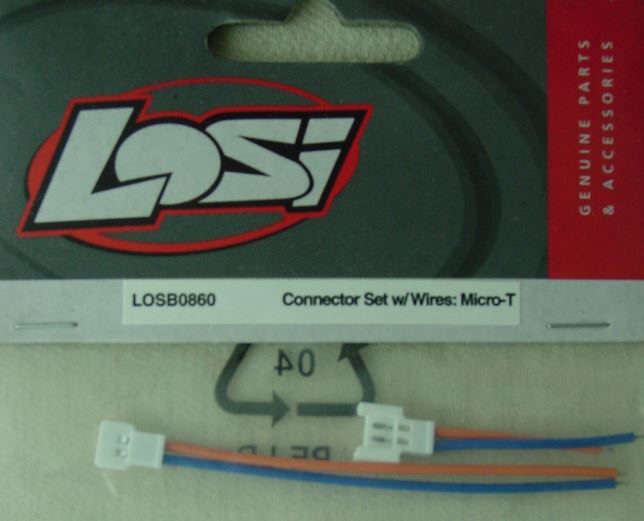 LOSi
GENUINE PARTS
& ACCESSORIES
LOSB0860 Connector Set w/ Wires: Micro-T
04